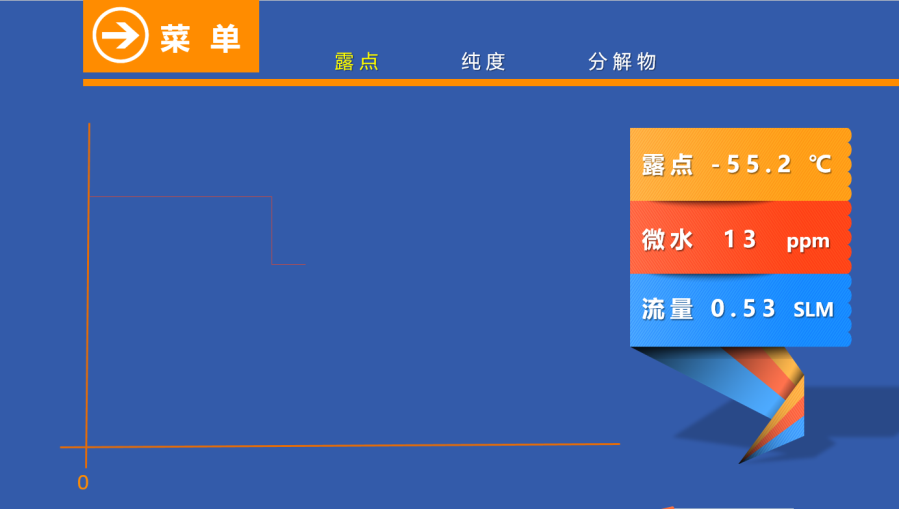 菜 单
露点 纯度 分解物
露点 -55.2 ℃
微水 13 ppm
流量 0.53 SLM
0